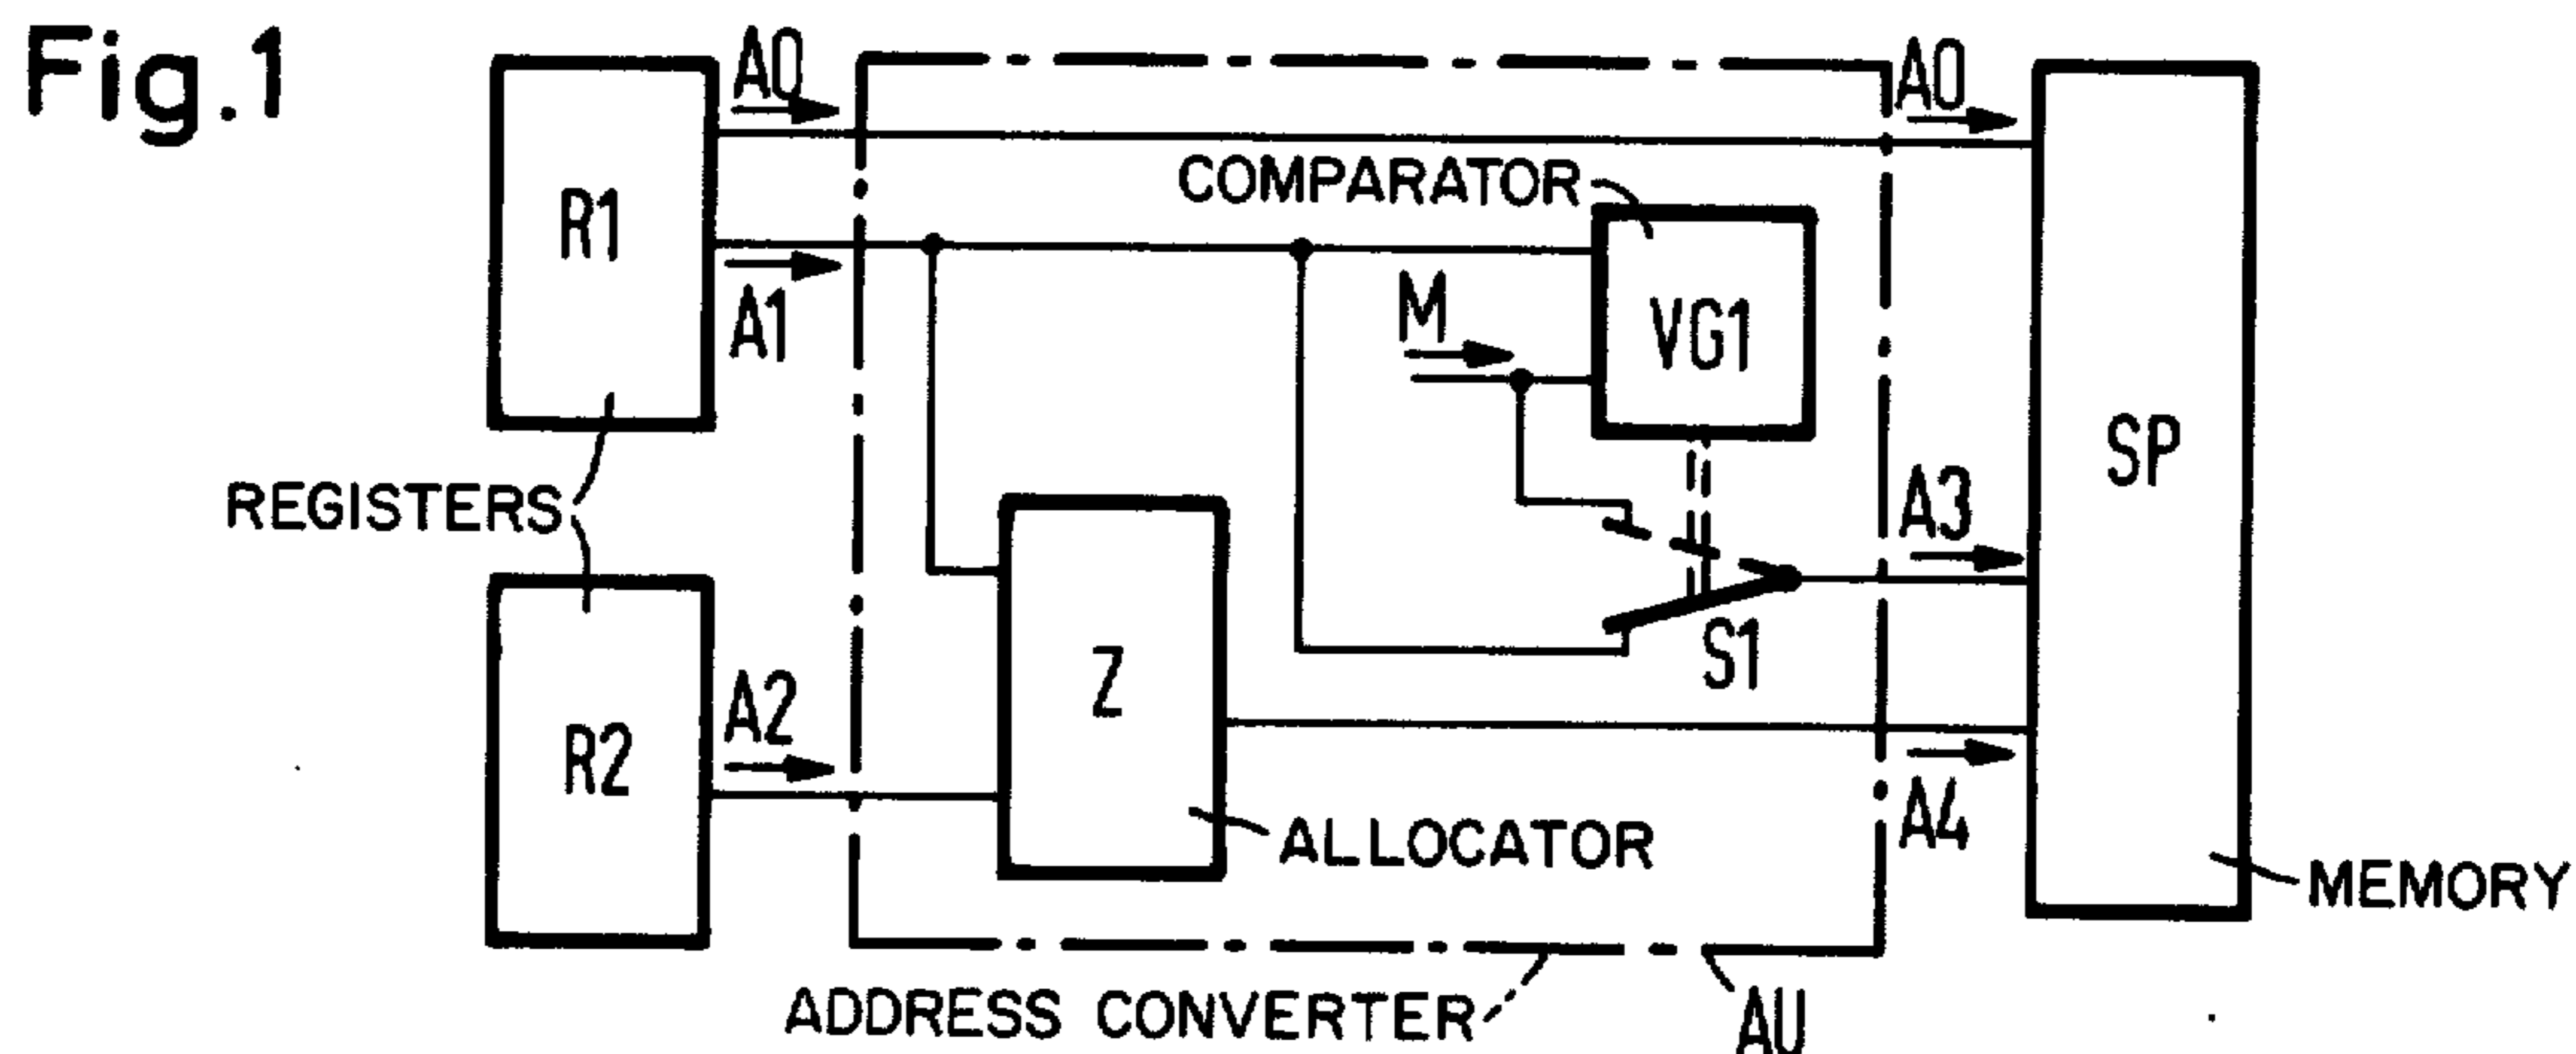 Fig.1
A0
A0
COMPARATOR
R1
A1
M
VG1
SP
REGISTERS
A3
S1
Z
A2
R2
A4
ALLOCATOR
MEMORY
ADDRESS CONVERTER
AU